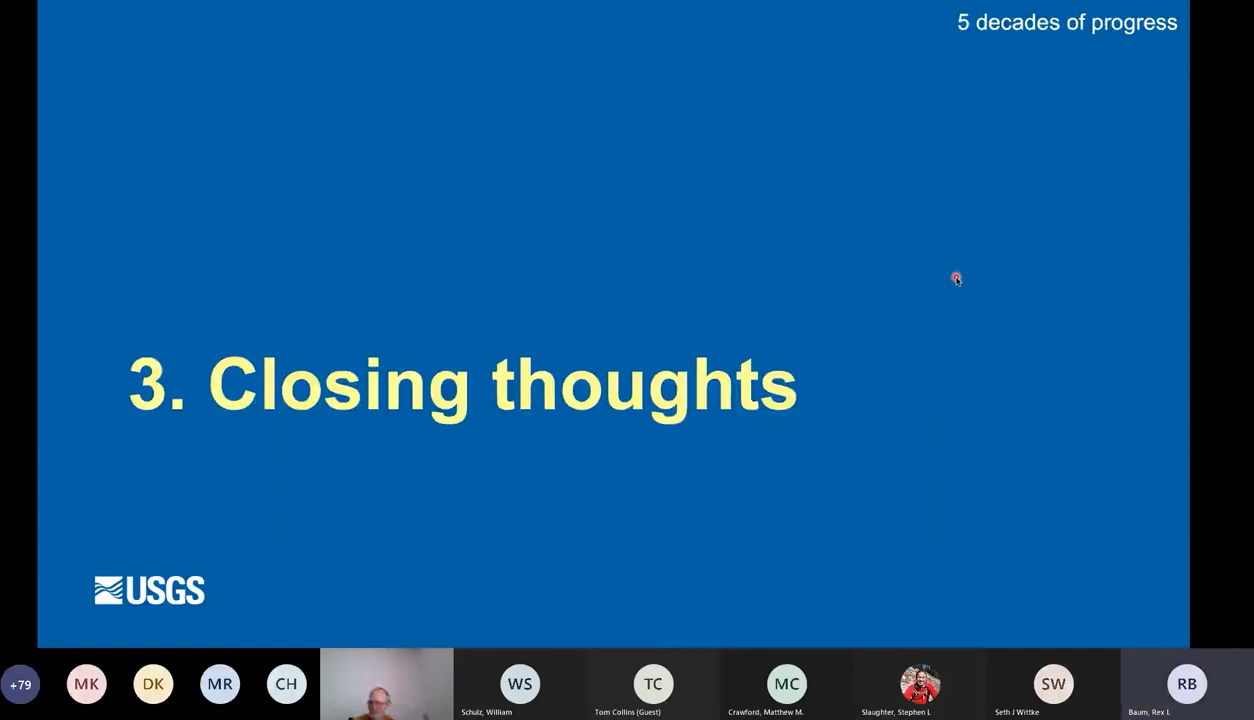 5 decades of progress
3. Closing thoughts
USGS
+79
MK
DK
MR
CH
WS
Schulz, William
TC
Tom Collins (Guest)
MC
Crawford, Matthew M.
Slaughter, Stephen L
SW
Seth J Wittke
RB
Baum, Rex L